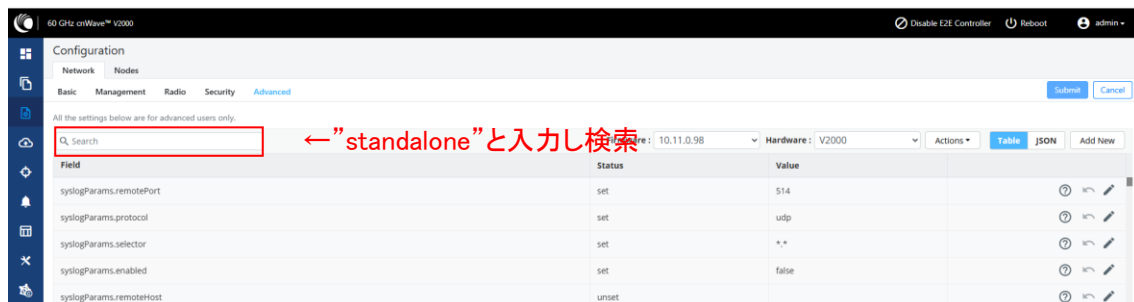 60 GHz cnWave™ V2000 Disable E2E Controller Reboot admin
Configuration
Network Nodes
Basic Management Radio Security Advanced Submit Cancel
All the settings below are for advanced users only.
Search ←”standalone”と入力し検索 10.11.0.98 Hardware : V2000 Actions Table JSON Add New
Field Status Value
syslogParams.remotePort set 514
syslogParams.protocol set udp
syslogParams.selector set *.*
syslogParams.enabled set false
syslogParams.remoteHost unset